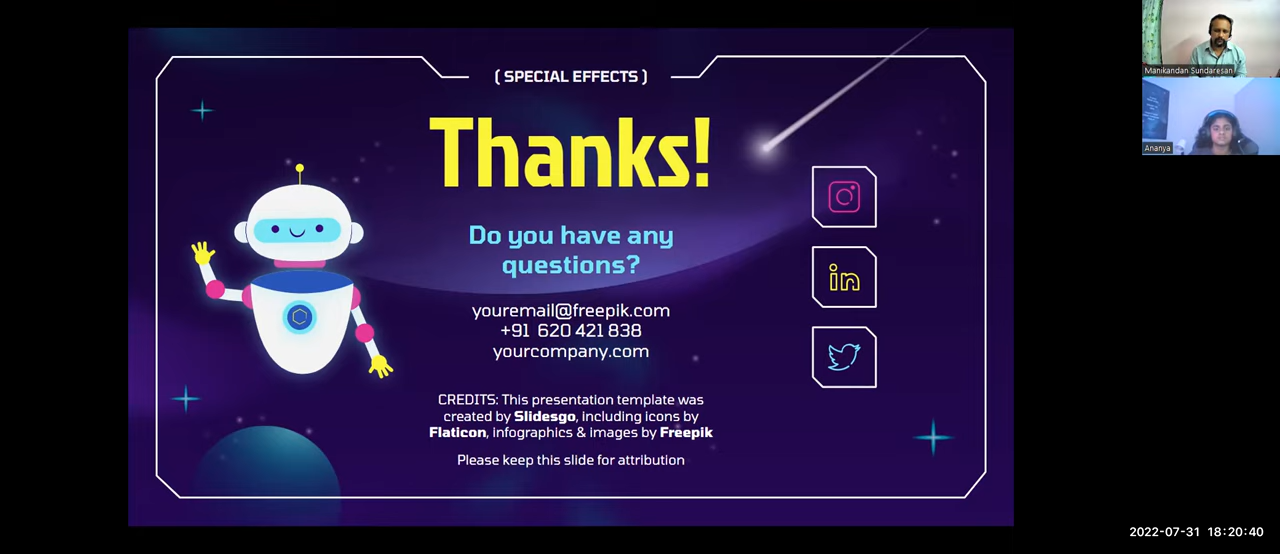 ( SPECIAL EFFECTS )
Thanks!
Do you have any
questions?
youremail@freepik.com
+91 620 421 838
yourcompany.com
CREDITS: This presentation template was
created by Slidesgo, including icons by
Flaticon, infographics & images by Freepik
Please keep this slide for attribution
in
Manikandan Sundaresan
Ananya
2022-07-31 18:20:40